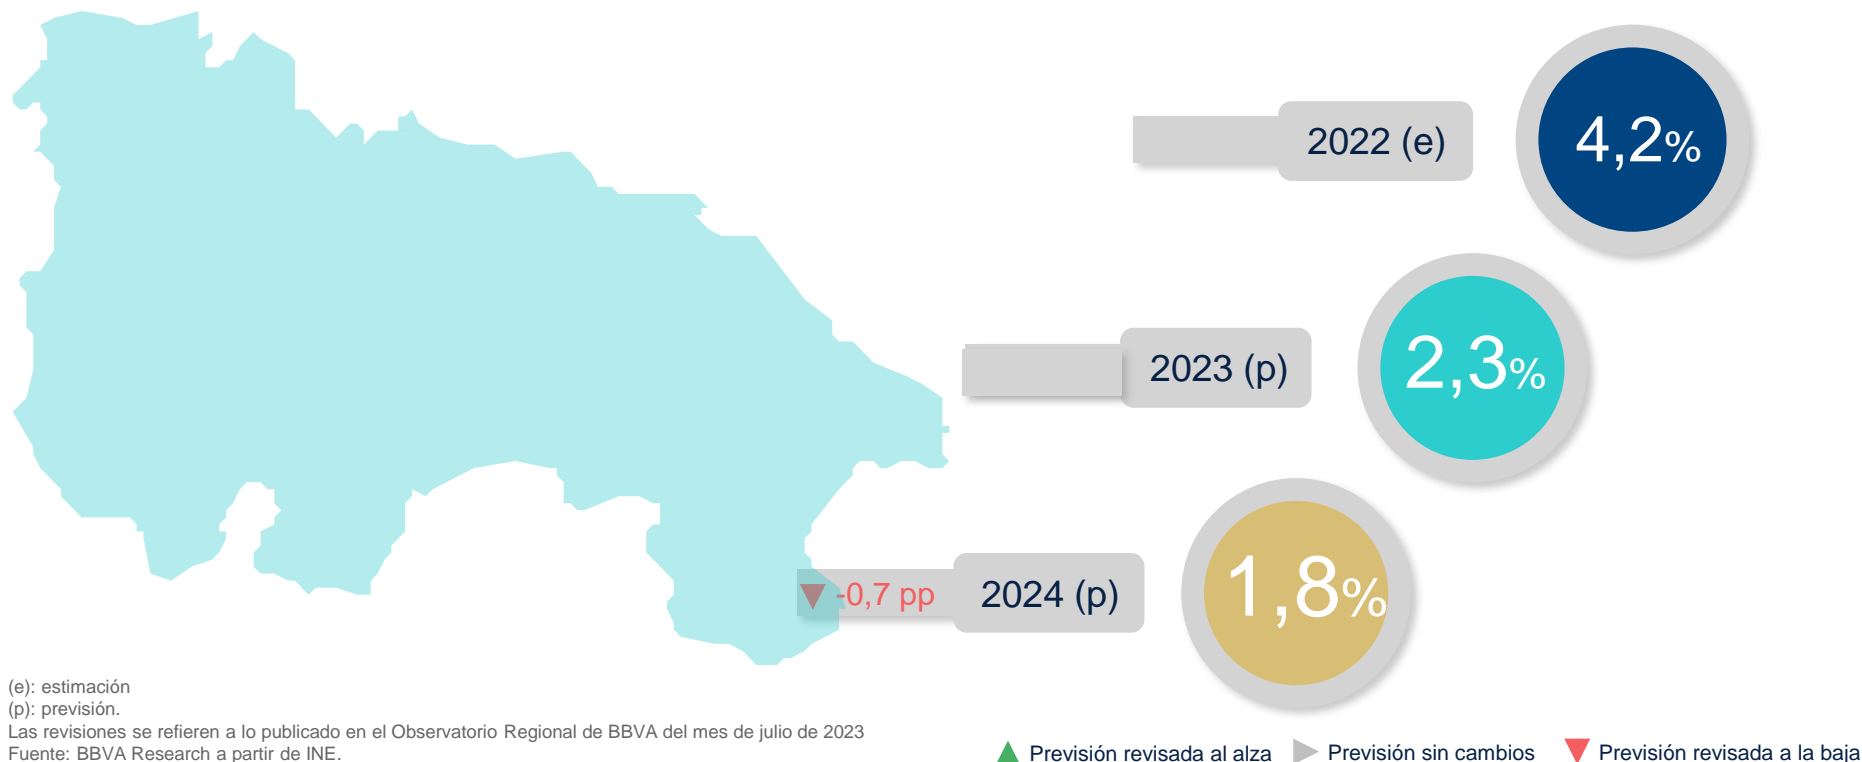 2022 (e)
4,2%
2023 (p)
2,3%
▼ -0,7 pp
2024 (p)
1,8%
(e): estimación
(p): previsión.
Las revisiones se refieren a lo publicado en el Observatorio Regional de BBVA del mes de julio de 2023
Fuente: BBVA Research a partir de INE.
▲ Previsión revisada al alza ▶ Previsión sin cambios ▼ Previsión revisada a la baja